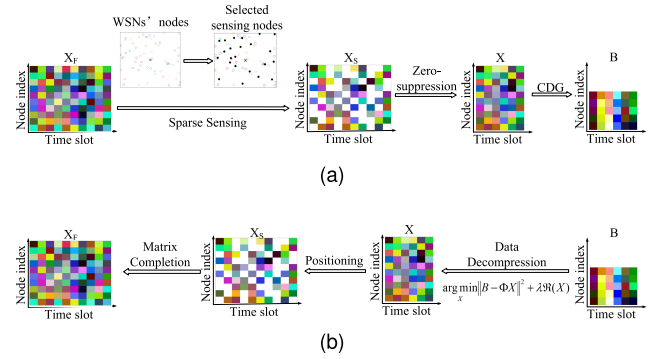 WSNs' nodes
Selected
sensing nodes
X_F
Node index
Time slot
Sparse Sensing
X_S
Node index
Time slot
Zero-
suppression
X
Node index
Time slot
CDG
B
Node index
Time slot
(a)
X_F
Node index
Time slot
Matrix
Completion
X_S
Node index
Time slot
Positioning
X
Node index
Time slot
Data
Decompression
arg min_x ||B − ΦX||² + λℜ(X)
B
Node index
Time slot
(b)